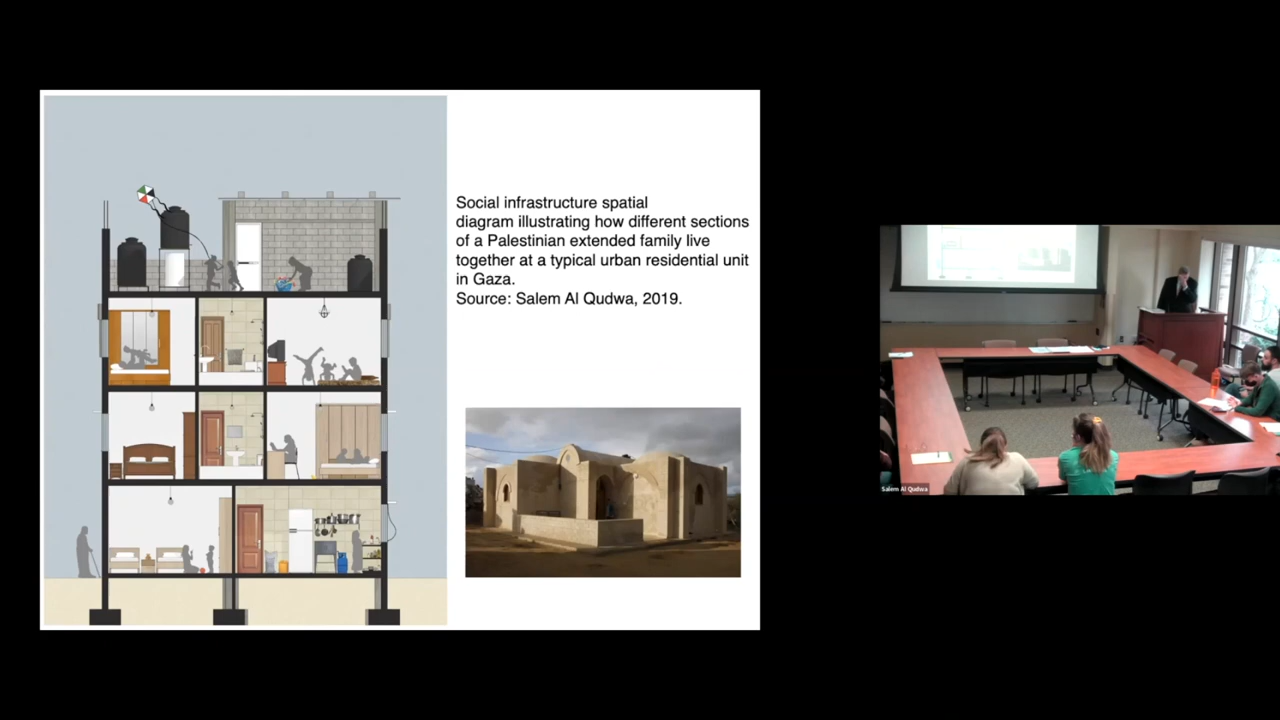 Social infrastructure spatial
diagram illustrating how different sections
of a Palestinian extended family live
together at a typical urban residential unit
in Gaza.
Source: Salem Al Qudwa, 2019.
Salem Al Qudwa